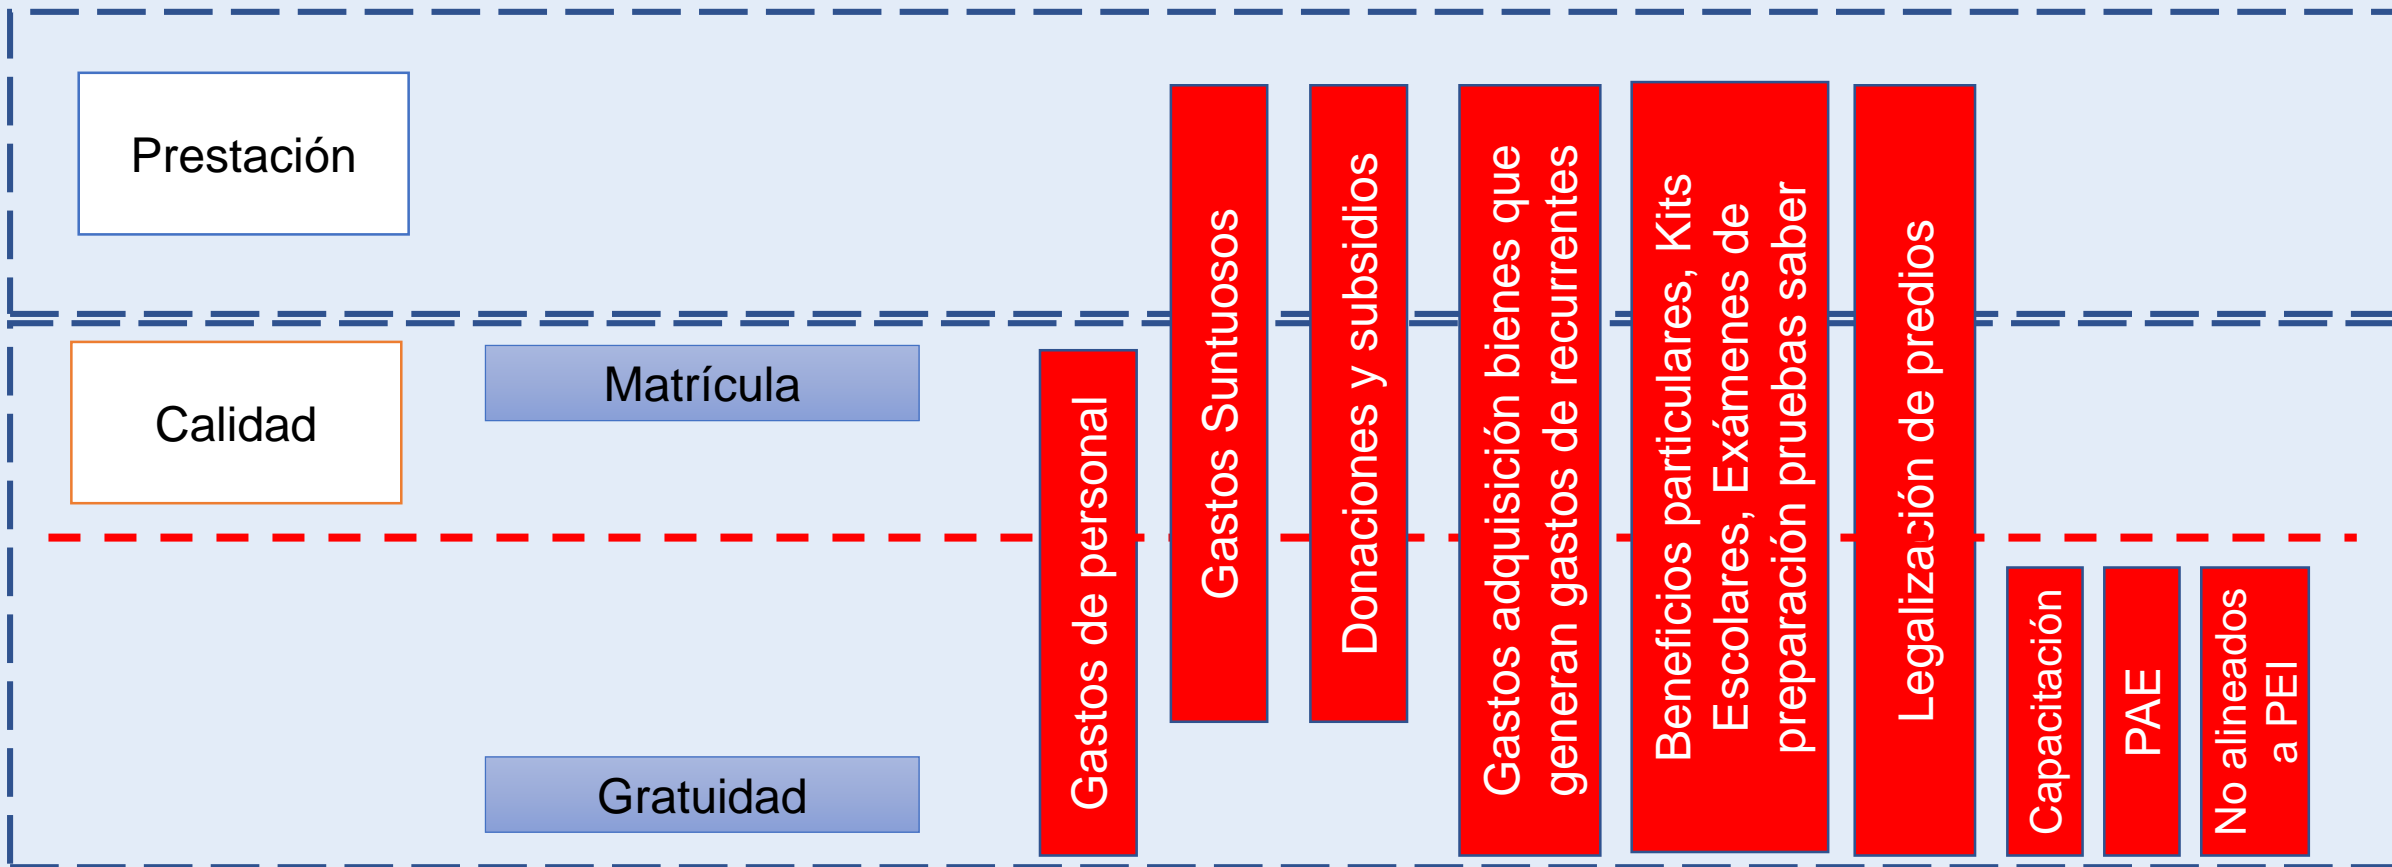 Prestación
Calidad
Matrícula
Gratuidad
Gastos de personal
Gastos Suntuosos
Donaciones y subsidios
Gastos adquisición bienes que
generan gastos de recurrentes
Beneficios particulares, Kits
Escolares, Exámenes de
preparación pruebas saber
Legalización de predios
Capacitación
PAE
No alineados
a PEI